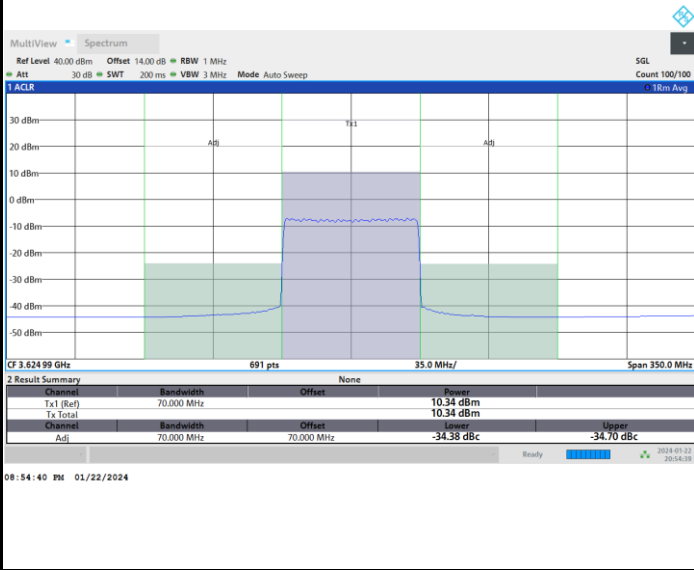 MultiView Spectrum
Ref Level 40.00 dBm Offset 14.00 dB RBW 1 MHz SGL
Att 30 dB SWT 200 ms VBW 3 MHz Mode Auto Sweep Count 100/100
1 ACLR 1Rm Avg
30 dBm
Tx1
20 dBm
Adj Adj
10 dBm
0 dBm
-10 dBm
-20 dBm
-30 dBm
-40 dBm
-50 dBm
CF 3.624 99 GHz 691 pts 35.0 MHz/ Span 350.0 MHz
2 Result Summary None
Channel Bandwidth Offset Power
Tx1 (Ref) 70.000 MHz 10.34 dBm
Tx Total 10.34 dBm
Channel Bandwidth Offset Lower Upper
Adj 70.000 MHz 70.000 MHz -34.38 dBc -34.70 dBc
Ready 2024-01-22
20:54:39
08:54:40 PM 01/22/2024